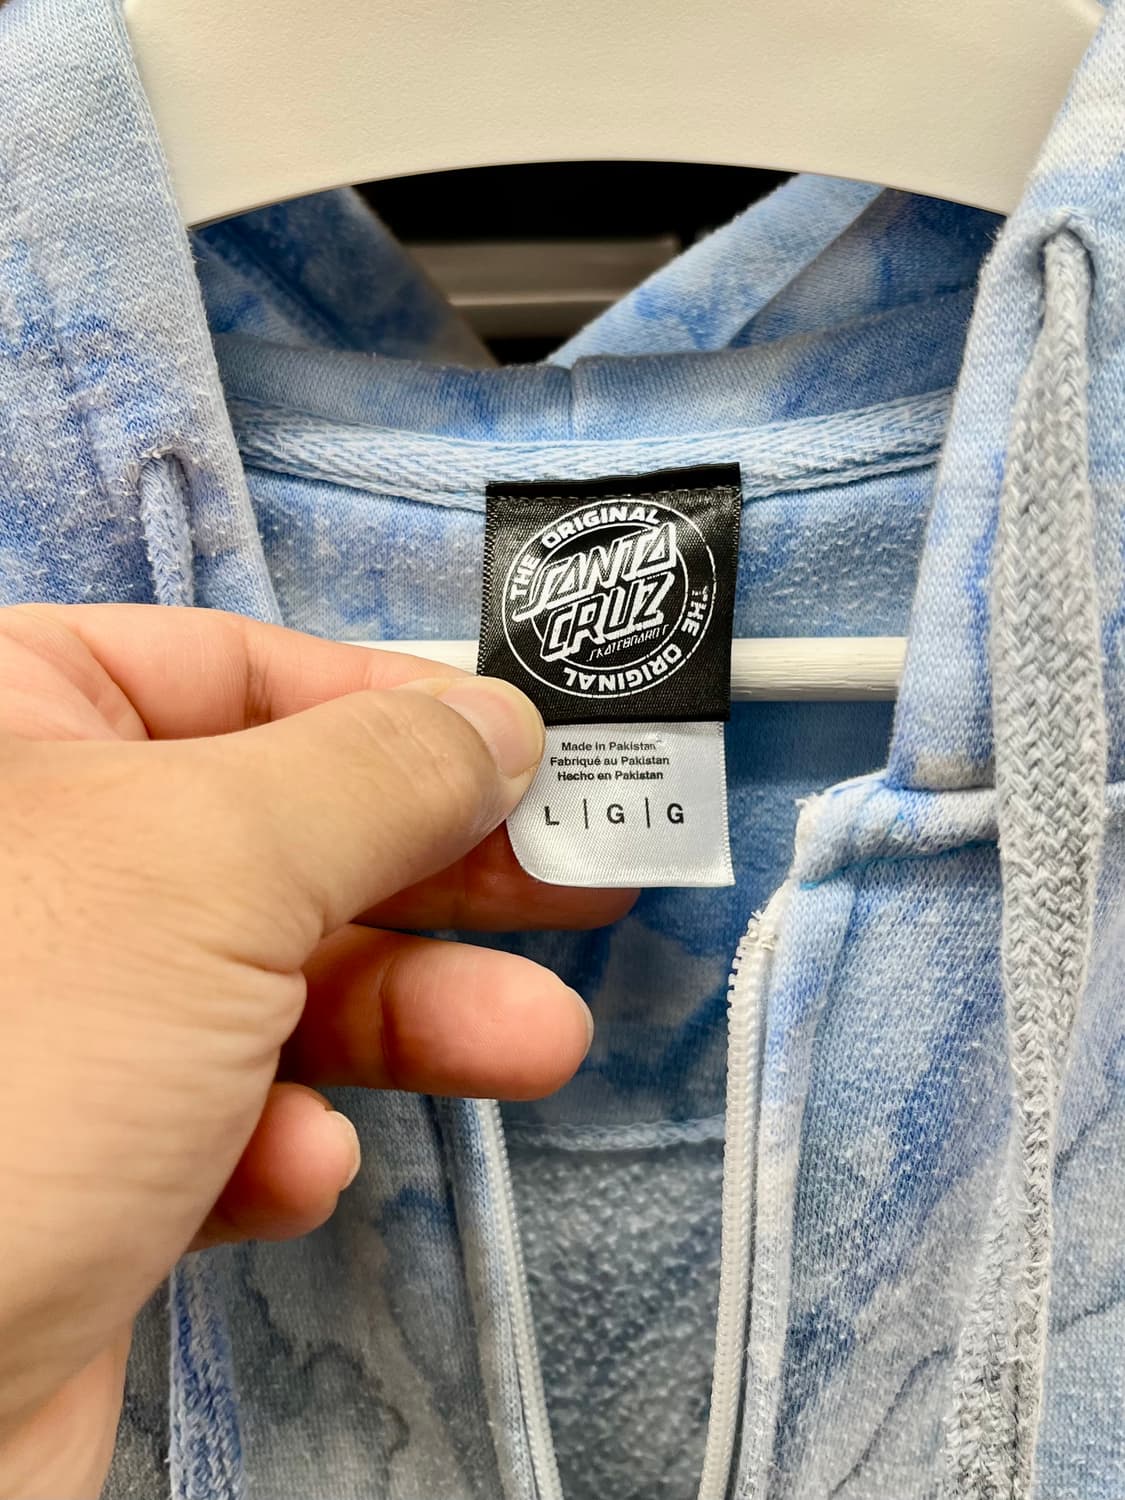 THE ORIGINAL
SANTA
CRUZ
SKATEBOARDS
THE ORIGINAL
Made in Pakistan
Fabriqué au Pakistan
Hecho en Pakistan
L | G | G